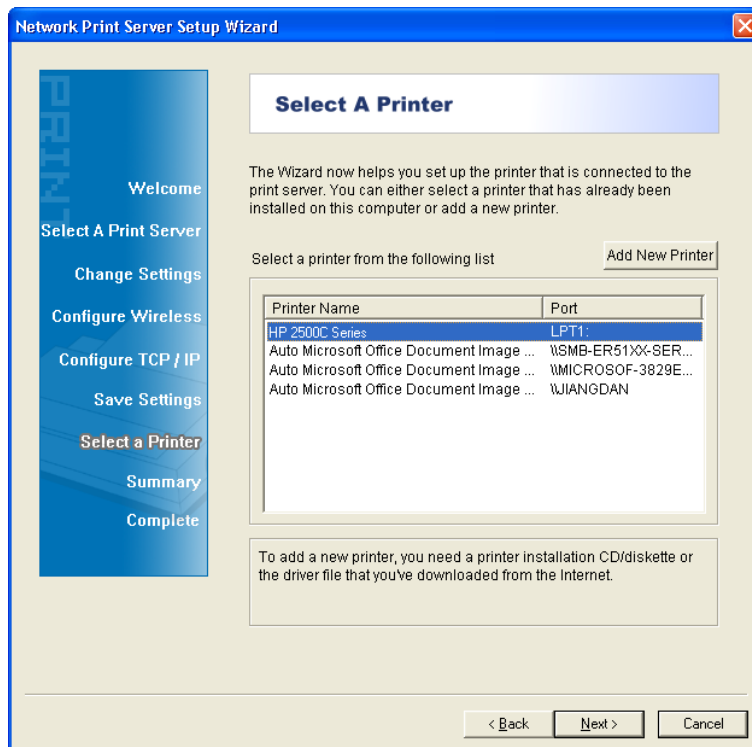 Network Print Server Setup Wizard
PRINT
Select A Printer
Welcome
Select A Print Server
Change Settings
Configure Wireless
Configure TCP / IP
Save Settings
Select a Printer
Summary
Complete
The Wizard now helps you set up the printer that is connected to the
print server. You can either select a printer that has already been
installed on this computer or add a new printer.
Select a printer from the following list
Add New Printer
Printer Name Port
HP 2500C Series LPT1:
Auto Microsoft Office Document Image ... \\SMB-ER51XX-SER...
Auto Microsoft Office Document Image ... \\MICROSOF-3829E...
Auto Microsoft Office Document Image ... \\JIANGDAN
To add a new printer, you need a printer installation CD/diskette or
the driver file that you've downloaded from the Internet.
< Back Next > Cancel